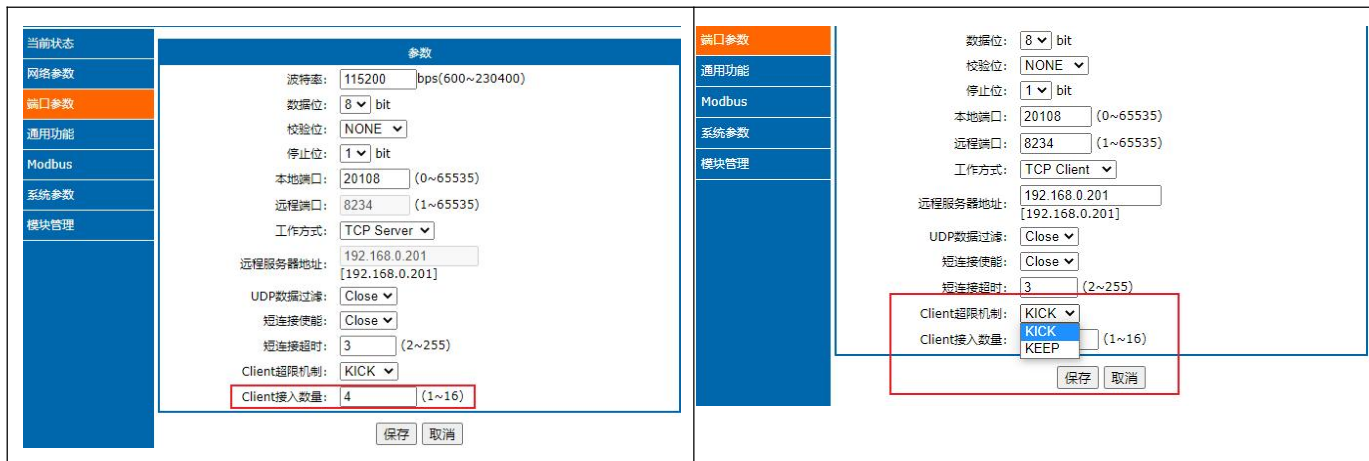 当前状态
网络参数
端口参数
通用功能
Modbus
系统参数
模块管理
参数
波特率: 115200 bps(600~230400)
数据位: 8 bit
校验位: NONE
停止位: 1 bit
本地端口: 20108 (0~65535)
远程端口: 8234 (1~65535)
工作方式: TCP Server
远程服务器地址: 192.168.0.201
[192.168.0.201]
UDP数据过滤: Close
短连接使能: Close
短连接超时: 3 (2~255)
Client超限机制: KICK
Client接入数量: 4 (1~16)
保存 取消
端口参数
通用功能
Modbus
系统参数
模块管理
数据位: 8 bit
校验位: NONE
停止位: 1 bit
本地端口: 20108 (0~65535)
远程端口: 8234 (1~65535)
工作方式: TCP Client
远程服务器地址: 192.168.0.201
[192.168.0.201]
UDP数据过滤: Close
短连接使能: Close
短连接超时: 3 (2~255)
Client超限机制: KICK
KICK
Client接入数量: (1~16)
KEEP
保存 取消